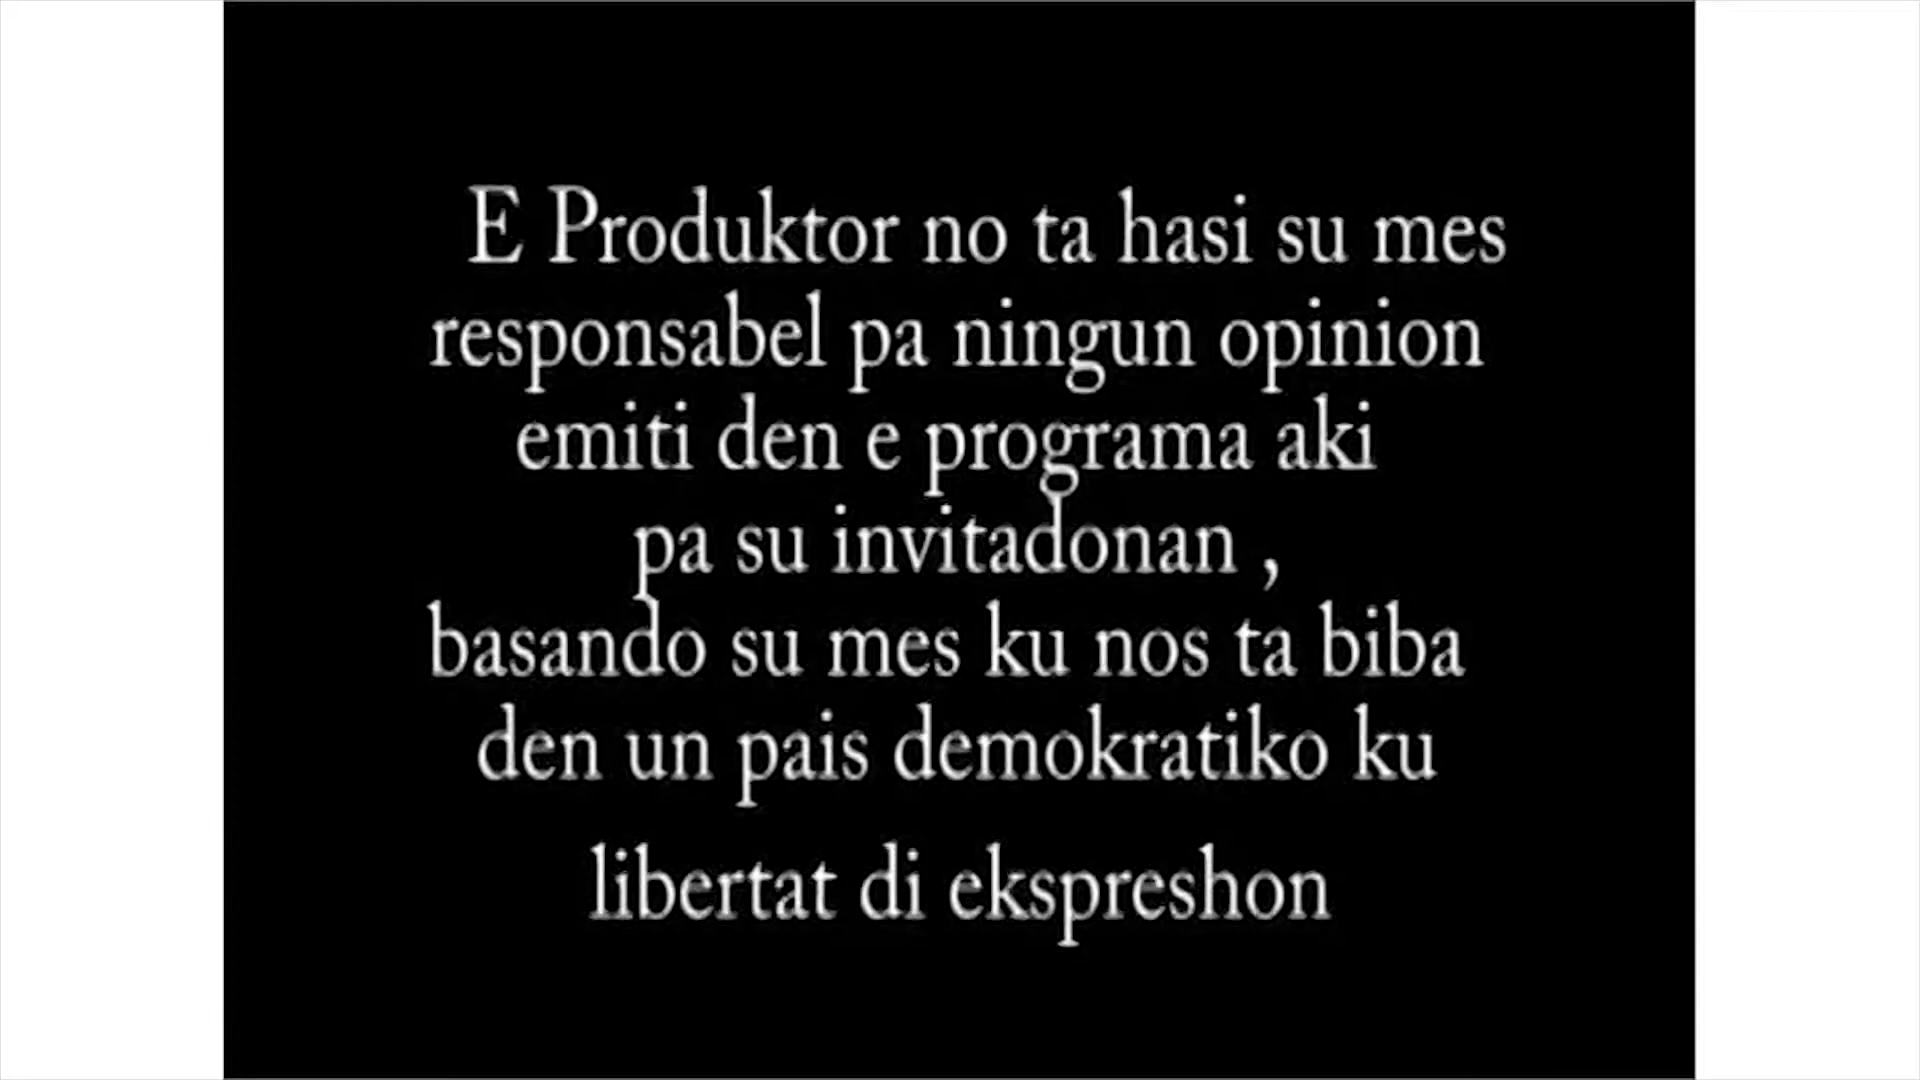 E Produktor no ta hasi su mes
responsabel pa ningun opinion
emiti den e programa aki
pa su invitadonan ,
basando su mes ku nos ta biba
den un pais demokratiko ku
libertat di ekspreshon